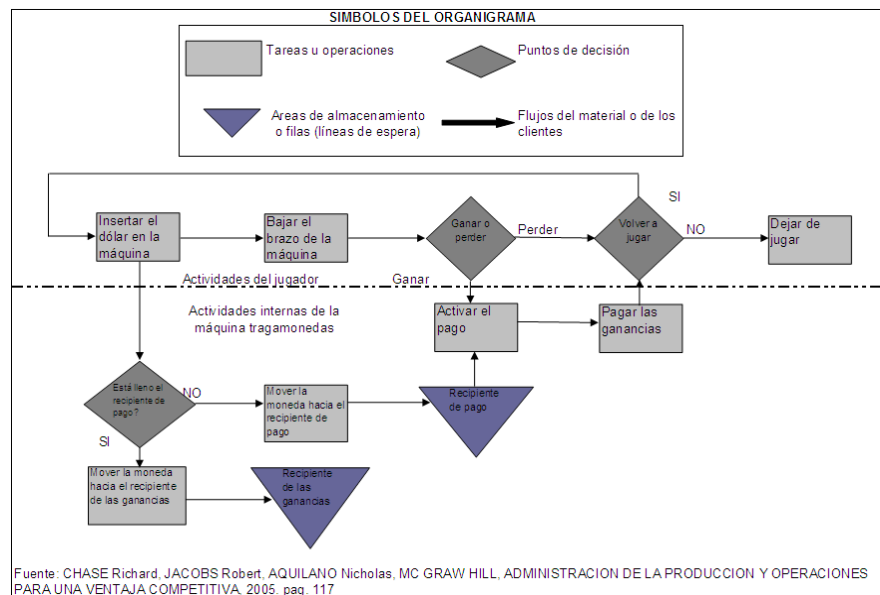 SIMBOLOS DEL ORGANIGRAMA
Tareas u operaciones
Puntos de decisión
Areas de almacenamiento
o filas (líneas de espera)
Flujos del material o de los
clientes
SI
Insertar el
dólar en la
máquina
Bajar el
brazo de la
máquina
Ganar o
perder
Perder
Volver a
jugar
NO
Dejar de
jugar
Actividades del jugador
Ganar
Actividades internas de la
máquina tragamonedas
Activar el
pago
Pagar las
ganancias
Está lleno el
recipiente de
pago?
NO
Mover la
moneda hacia el
recipiente de
pago
Recipiente
de pago
SI
Mover la moneda
hacia el recipiente
de las ganancias
Recipiente
de las
ganancias
Fuente: CHASE Richard, JACOBS Robert, AQUILANO Nicholas, MC GRAW HILL, ADMINISTRACION DE LA PRODUCCION Y OPERACIONES
PARA UNA VENTAJA COMPETITIVA, 2005. pag. 117